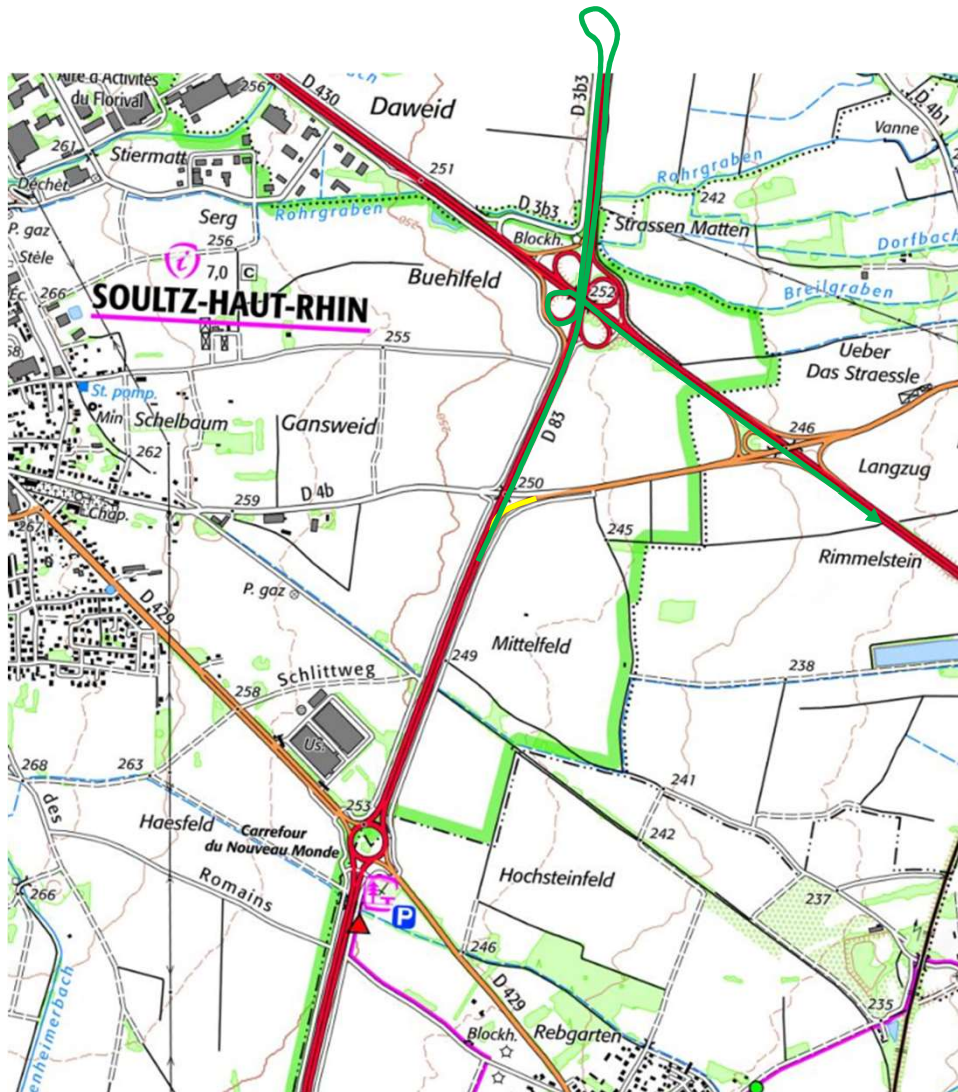 Aire d'Activités
du Florival
256
D 430
Daweid
D 3b3
D 4b1
Vanne
261
Stiermatt
251
Rohrgraben
242
Déchèt.
Rohrgraben
250
D 3b3
Strassen Matten
Serg
Blockh.
Dorfbach
P. gaz
256
Stèle
i
7,0
C
Buehlfeld
252
Breilgraben
266
SOULTZ-HAUT-RHIN
255
Ueber
Das Straessle
St. pomp.
D 83
Min
Schelbaum
Gansweid
250
246
262
Langzug
259
D 4b
250
Chap.
267
245
Rimmelstein
D 429
P. gaz
Mittelfeld
249
238
Schlittweg
258
Us.
268
263
241
des
253
Haesfeld
Carrefour
du Nouveau Monde
242
Romains
Hochsteinfeld
237
266
P
246
D 429
235
Blockh.
Rebgarten
enheimerbach